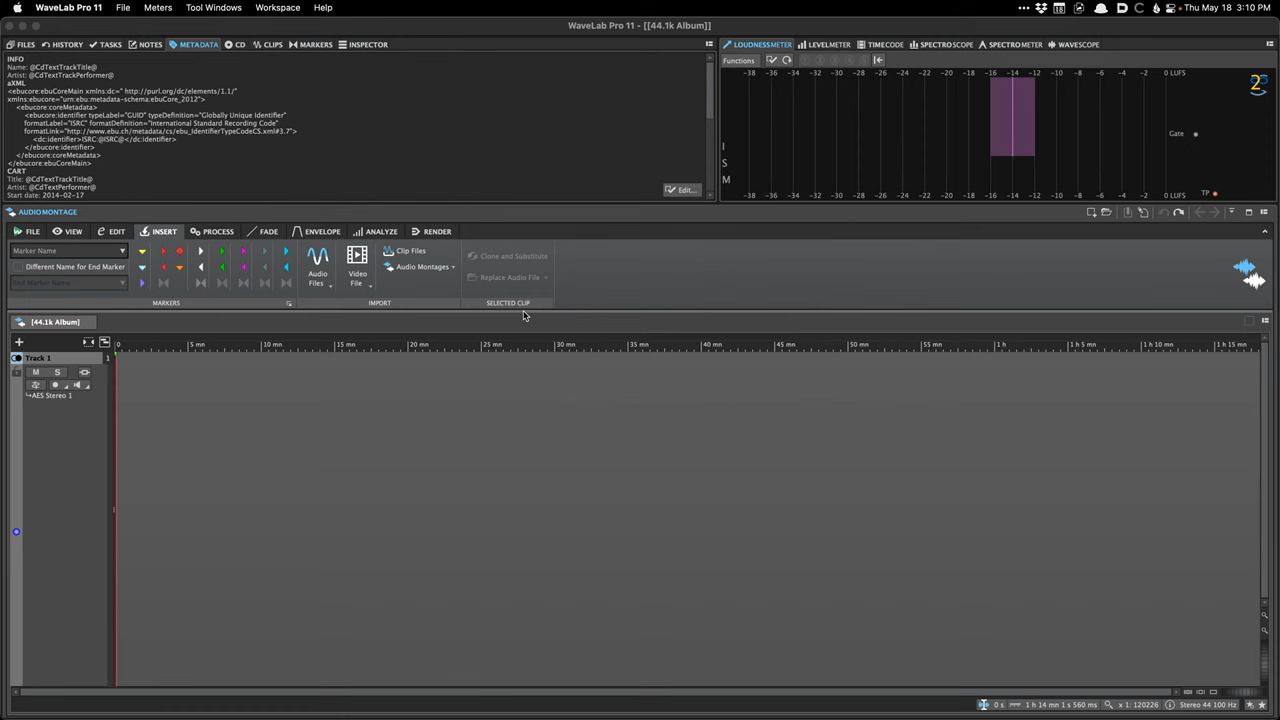 WaveLab Pro 11 File Meters Tool Windows Workspace Help Thu May 18 3:10 PM
WaveLab Pro 11 - [[44.1k Album]]
FILES HISTORY TASKS NOTES METADATA CD CLIPS MARKERS INSPECTOR
LOUDNESSMETER LEVELMETER TIMECODE SPECTROSCOPE SPECTROMETER WAVESCOPE
INFO
Name: @CdTextTrackTitle@
Artist: @CdTextTrackPerformer@
aXML
<ebucore:ebuCoreMain xmlns:dc=" http://purl.org/dc/elements/1.1/"
xmlns:ebucore="urn:ebu:metadata-schema:ebuCore_2012">
<ebucore:coreMetadata>
<ebucore:identifier typeLabel="GUID" typeDefinition="Globally Unique Identifier"
formatLabel="ISRC" formatDefinition="International Standard Recording Code"
formatLink="http://www.ebu.ch/metadata/cs/ebu_IdentifierTypeCodeCS.xml#3.7">
<dc:identifier>ISRC:@ISRC@</dc:identifier>
</ebucore:identifier>
</ebucore:coreMetadata>
</ebucore:ebuCoreMain>
CART
Title: @CdTextTrackTitle@
Artist: @CdTextPerformer@
Start date: 2014-02-17
Edit...
Functions
-38 -36 -34 -32 -30 -28 -26 -24 -22 -20 -18 -16 -14 -12 -10 -8 -6 -4 -2 0 LUFS
Gate
I
S
M
TP
-38 -36 -34 -32 -30 -28 -26 -24 -22 -20 -18 -16 -14 -12 -10 -8 -6 -4 -2 0 LUFS
AUDIO MONTAGE
FILE VIEW EDIT INSERT PROCESS FADE ENVELOPE ANALYZE RENDER
Marker Name
Different Name for End Marker
End Marker Name
MARKERS
Audio
Files
Video
File
Clip Files
Audio Montages
IMPORT
Clone and Substitute
Replace Audio File
SELECTED CLIP
[44.1k Album]
0 5 mn 10 mn 15 mn 20 mn 25 mn 30 mn 35 mn 40 mn 45 mn 50 mn 55 mn 1 h 1 h 5 mn 1 h 10 mn 1 h 15 mn
Track 1 1
M S
AES Stereo 1
0 s 1 h 14 mn 1 s 560 ms x 1: 120226 Stereo 44 100 Hz